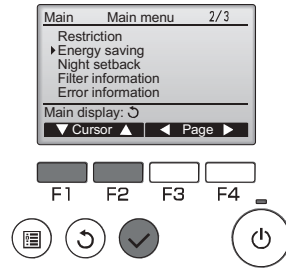 Main Main menu 2/3
Restriction
Energy saving
Night setback
Filter information
Error information
Main display:
Cursor Page
F1 F2 F3 F4